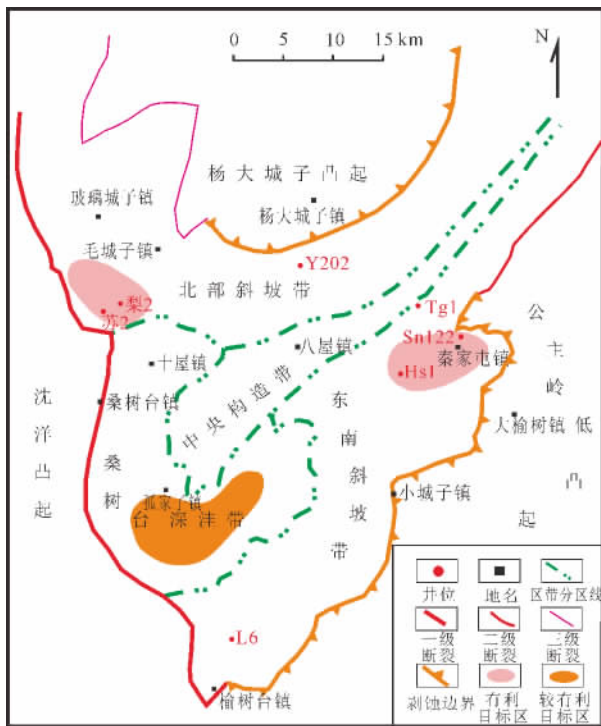 0 5 10 15 km
N
杨大城子凸起
玻璃城子镇
杨大城子镇
毛城子镇
Y202
北部斜坡带
梨2
苏2
Tg1
Sn122
公主岭低凸起
八屋镇
秦家屯镇
十屋镇
Hs1
中央构造带
沈洋凸起
桑树台镇
东南斜坡带
大榆树镇
桑树台深洼带
孤家子镇
小城子镇
L6
榆树台镇
井位 地名 区带分区线
一级断裂 二级断裂 三级断裂
剥蚀边界 有利目标区 较有利目标区